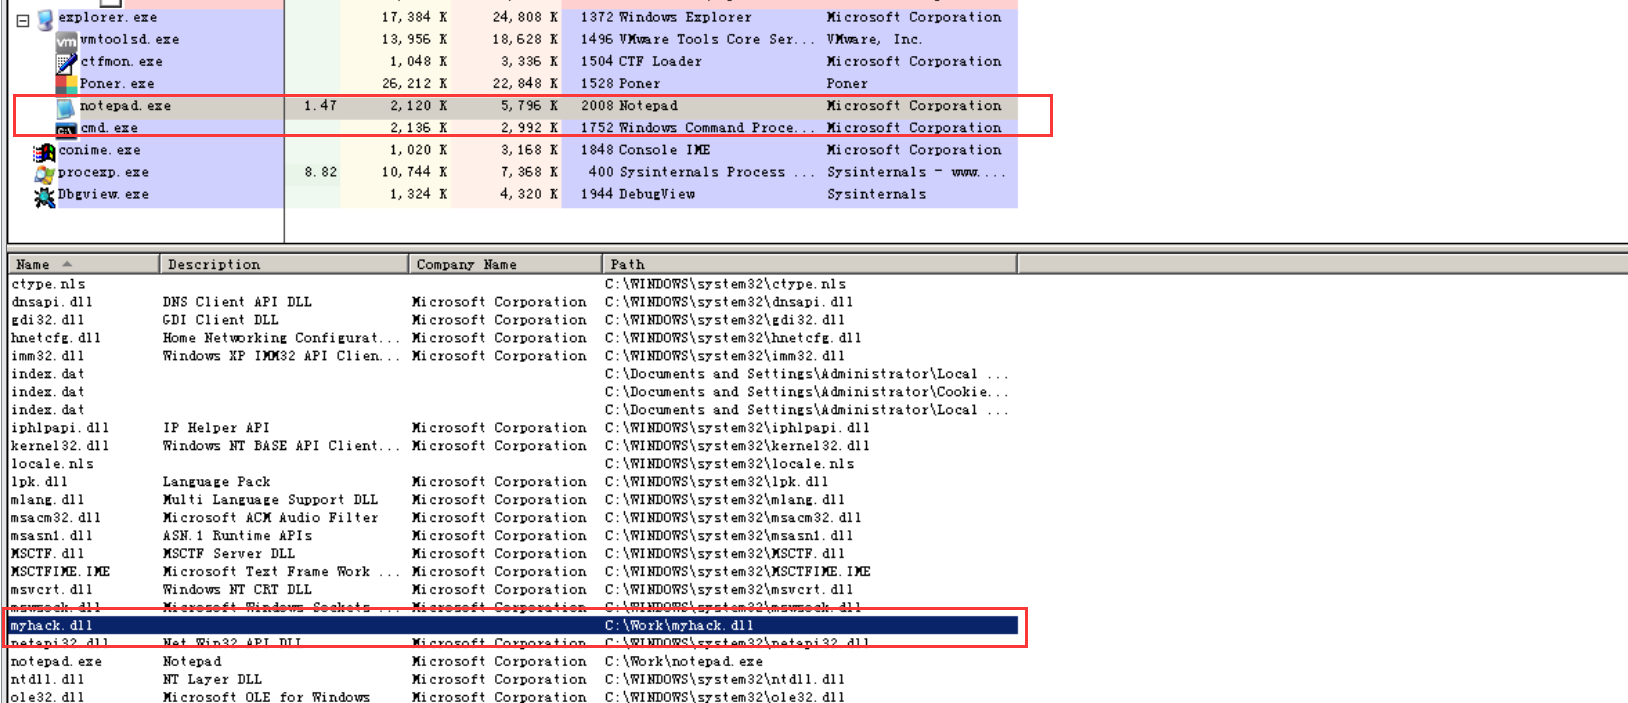 explorer.exe 17,384 K 24,808 K 1372 Windows Explorer Microsoft Corporation
vmtoolsd.exe 13,956 K 18,628 K 1496 VMware Tools Core Ser... VMware, Inc.
ctfmon.exe 1,048 K 3,336 K 1504 CTF Loader Microsoft Corporation
Poner.exe 26,212 K 22,848 K 1528 Poner Poner
notepad.exe 1.47 2,120 K 5,796 K 2008 Notepad Microsoft Corporation
cmd.exe 2,136 K 2,992 K 1752 Windows Command Proce... Microsoft Corporation
conime.exe 1,020 K 3,168 K 1848 Console IME Microsoft Corporation
procexp.exe 8.82 10,744 K 7,368 K 400 Sysinternals Process ... Sysinternals - www....
Dbgview.exe 1,324 K 4,320 K 1944 DebugView Sysinternals
Name Description Company Name Path
ctype.nls C:\WINDOWS\system32\ctype.nls
dnsapi.dll DNS Client API DLL Microsoft Corporation C:\WINDOWS\system32\dnsapi.dll
gdi32.dll GDI Client DLL Microsoft Corporation C:\WINDOWS\system32\gdi32.dll
hnetcfg.dll Home Networking Configurat... Microsoft Corporation C:\WINDOWS\system32\hnetcfg.dll
imm32.dll Windows XP IMM32 API Clien... Microsoft Corporation C:\WINDOWS\system32\imm32.dll
index.dat C:\Documents and Settings\Administrator\Local ...
index.dat C:\Documents and Settings\Administrator\Cookie...
index.dat C:\Documents and Settings\Administrator\Local ...
iphlpapi.dll IP Helper API Microsoft Corporation C:\WINDOWS\system32\iphlpapi.dll
kernel32.dll Windows NT BASE API Client... Microsoft Corporation C:\WINDOWS\system32\kernel32.dll
locale.nls C:\WINDOWS\system32\locale.nls
lpk.dll Language Pack Microsoft Corporation C:\WINDOWS\system32\lpk.dll
mlang.dll Multi Language Support DLL Microsoft Corporation C:\WINDOWS\system32\mlang.dll
msacm32.dll Microsoft ACM Audio Filter Microsoft Corporation C:\WINDOWS\system32\msacm32.dll
msasn1.dll ASN.1 Runtime APIs Microsoft Corporation C:\WINDOWS\system32\msasn1.dll
MSCTF.dll MSCTF Server DLL Microsoft Corporation C:\WINDOWS\system32\MSCTF.dll
MSCTFIME.IME Microsoft Text Frame Work ... Microsoft Corporation C:\WINDOWS\system32\MSCTFIME.IME
msvcrt.dll Windows NT CRT DLL Microsoft Corporation C:\WINDOWS\system32\msvcrt.dll
mswsock.dll Microsoft Windows Sockets ... Microsoft Corporation C:\WINDOWS\system32\mswsock.dll
myhack.dll C:\Work\myhack.dll
netapi32.dll Net Win32 API DLL Microsoft Corporation C:\WINDOWS\system32\netapi32.dll
notepad.exe Notepad Microsoft Corporation C:\Work\notepad.exe
ntdll.dll NT Layer DLL Microsoft Corporation C:\WINDOWS\system32\ntdll.dll
ole32.dll Microsoft OLE for Windows Microsoft Corporation C:\WINDOWS\system32\ole32.dll